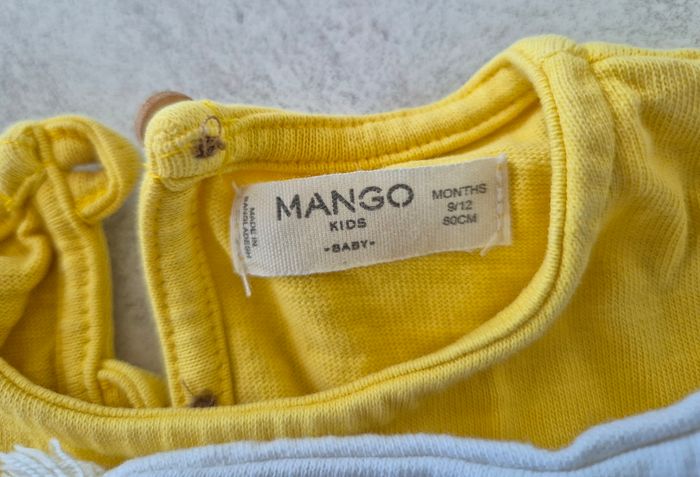 MADE IN
BANGLADESH
MANGO
KIDS
-BABY-
MONTHS
9/12
80CM